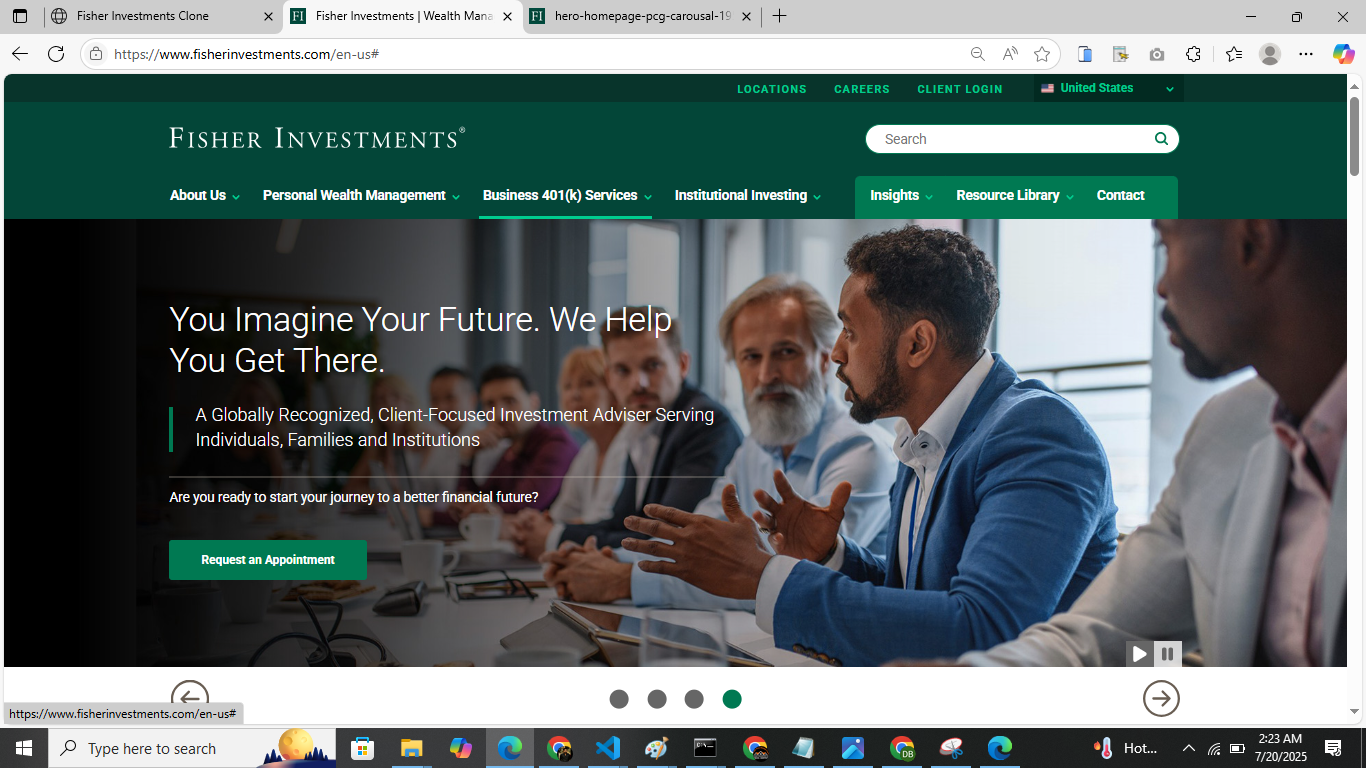 Fisher Investments Clone
Fisher Investments | Wealth Mana
hero-homepage-pcg-carousal-19
https://www.fisherinvestments.com/en-us#
LOCATIONS CAREERS CLIENT LOGIN United States
FISHER INVESTMENTS®
Search
About Us Personal Wealth Management Business 401(k) Services Institutional Investing Insights Resource Library Contact
You Imagine Your Future. We Help
You Get There.
A Globally Recognized, Client-Focused Investment Adviser Serving
Individuals, Families and Institutions
Are you ready to start your journey to a better financial future?
Request an Appointment
https://www.fisherinvestments.com/en-us#
Type here to search
Hot...
2:23 AM
7/20/2025